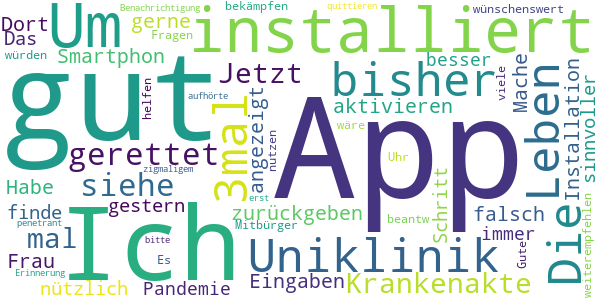 Benachrichtigung
bekämpfen
quittieren
wünschenswert
Dort
Um
gerne
installiert
Das
Fragen
würden
Smartphon
besser
Jetzt
bisher
viele
Mache
gut
helfen
aufhörte
3mal
angezeigt
aktivieren
App
Die
Leben
Installation
sinnvoller
gerettet
nutzen
wäre
zigmaligem
Uhr
erst
Habe
siehe
Ich
gestern
zurückgeben
beantw
Schritt
falsch
finde
penetrant
mal
Mitbürger
immer
Gute
weiterempfehlen
Frau
bitte
Es
Uniklinik
Erinnerung
nützlich
Pandemie
Eingaben
Krankenakte